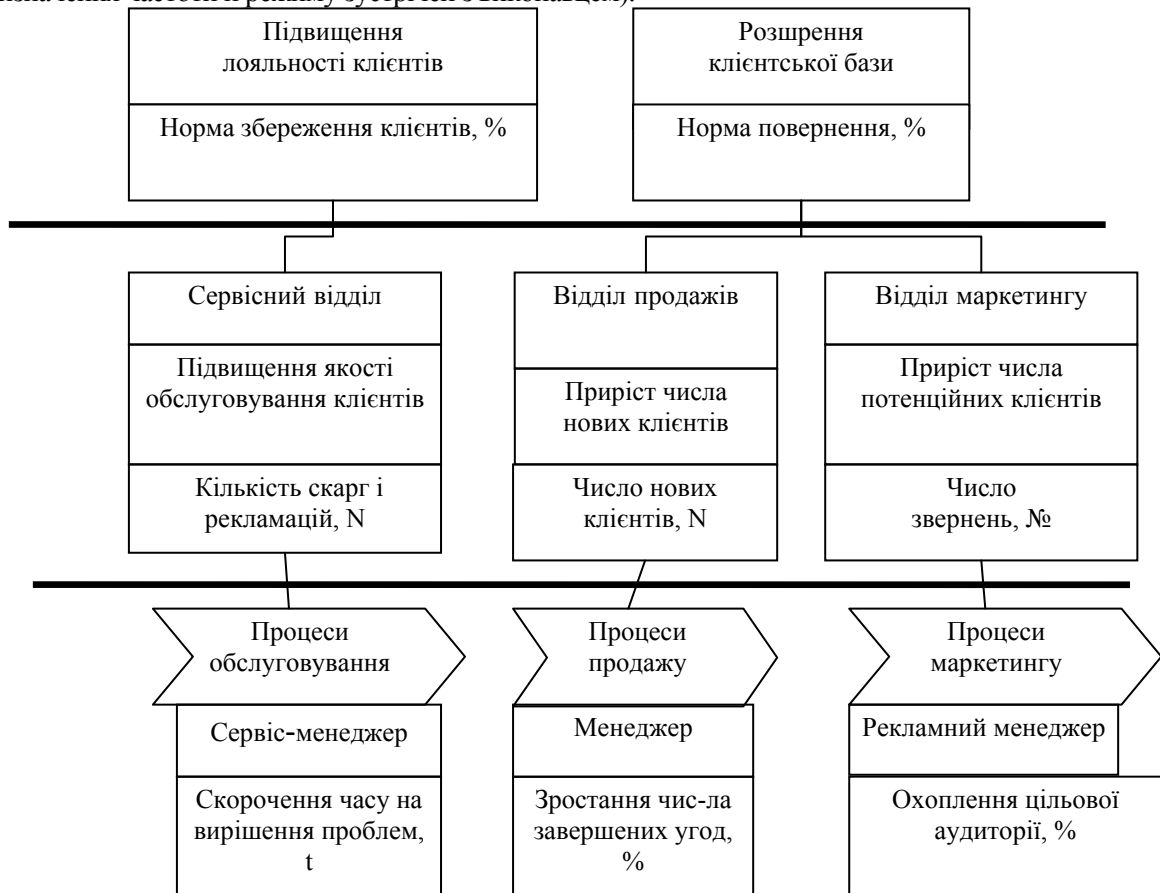 Підвищення
лояльності клієнтів
Норма збереження клієнтів, %
Розшрення
клієнтської бази
Норма повернення, %
Сервісний відділ
Підвищення якості
обслуговування клієнтів
Кількість скарг і
рекламацій, N
Відділ продажів
Приріст числа
нових клієнтів
Число нових
клієнтів, N
Відділ маркетингу
Приріст числа
потенційних клієнтів
Число
звернень, №
Процеси
обслуговування
Сервіс-менеджер
Скорочення часу на
вирішення проблем,
t
Процеси
продажу
Менеджер
Зростання чис-ла
завершених угод,
%
Процеси
маркетингу
Рекламний менеджер
Охоплення цільової
аудиторії, %